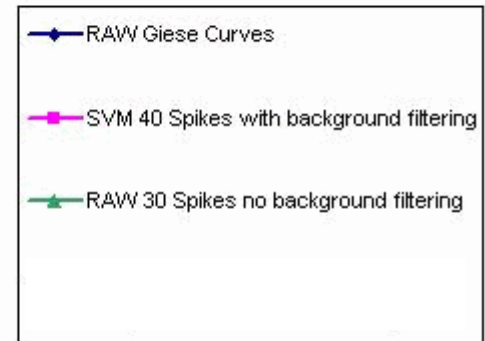 RAW Giese Curves
SVM 40 Spikes with background filtering
RAW 30 Spikes no background filtering